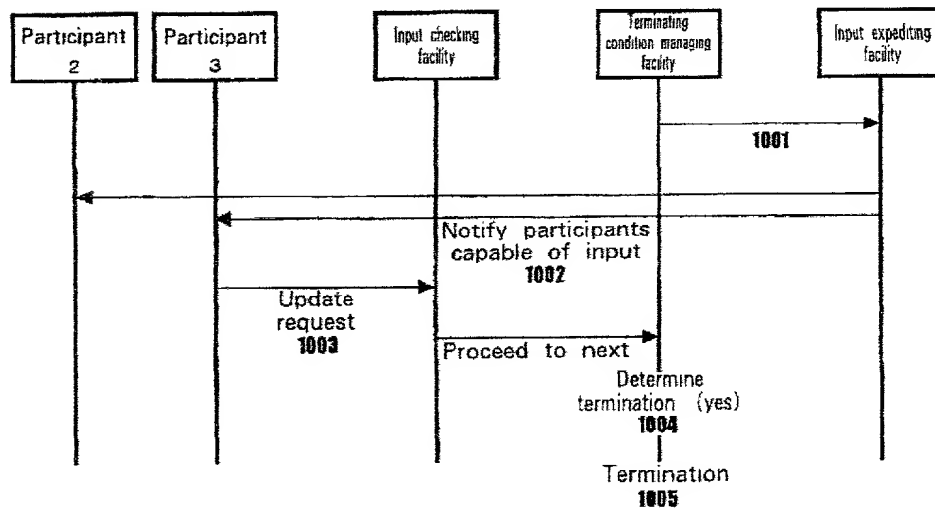 Participant
2
Participant
3
Input checking
facility
Terminating
condition managing
facility
Input expediting
facility
1001
Notify participants
capable of input
1002
Update
request
1003
Proceed to next
Determine
termination (yes)
1004
Termination
1005